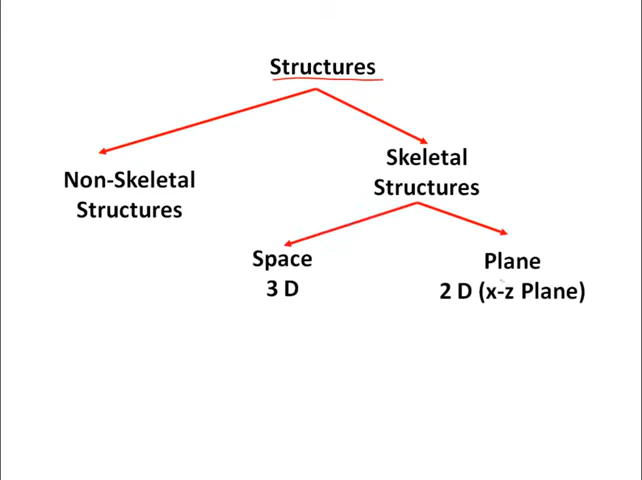 Structures
Non-Skeletal
Structures
Skeletal
Structures
Space
3 D
Plane
2 D (x-z Plane)